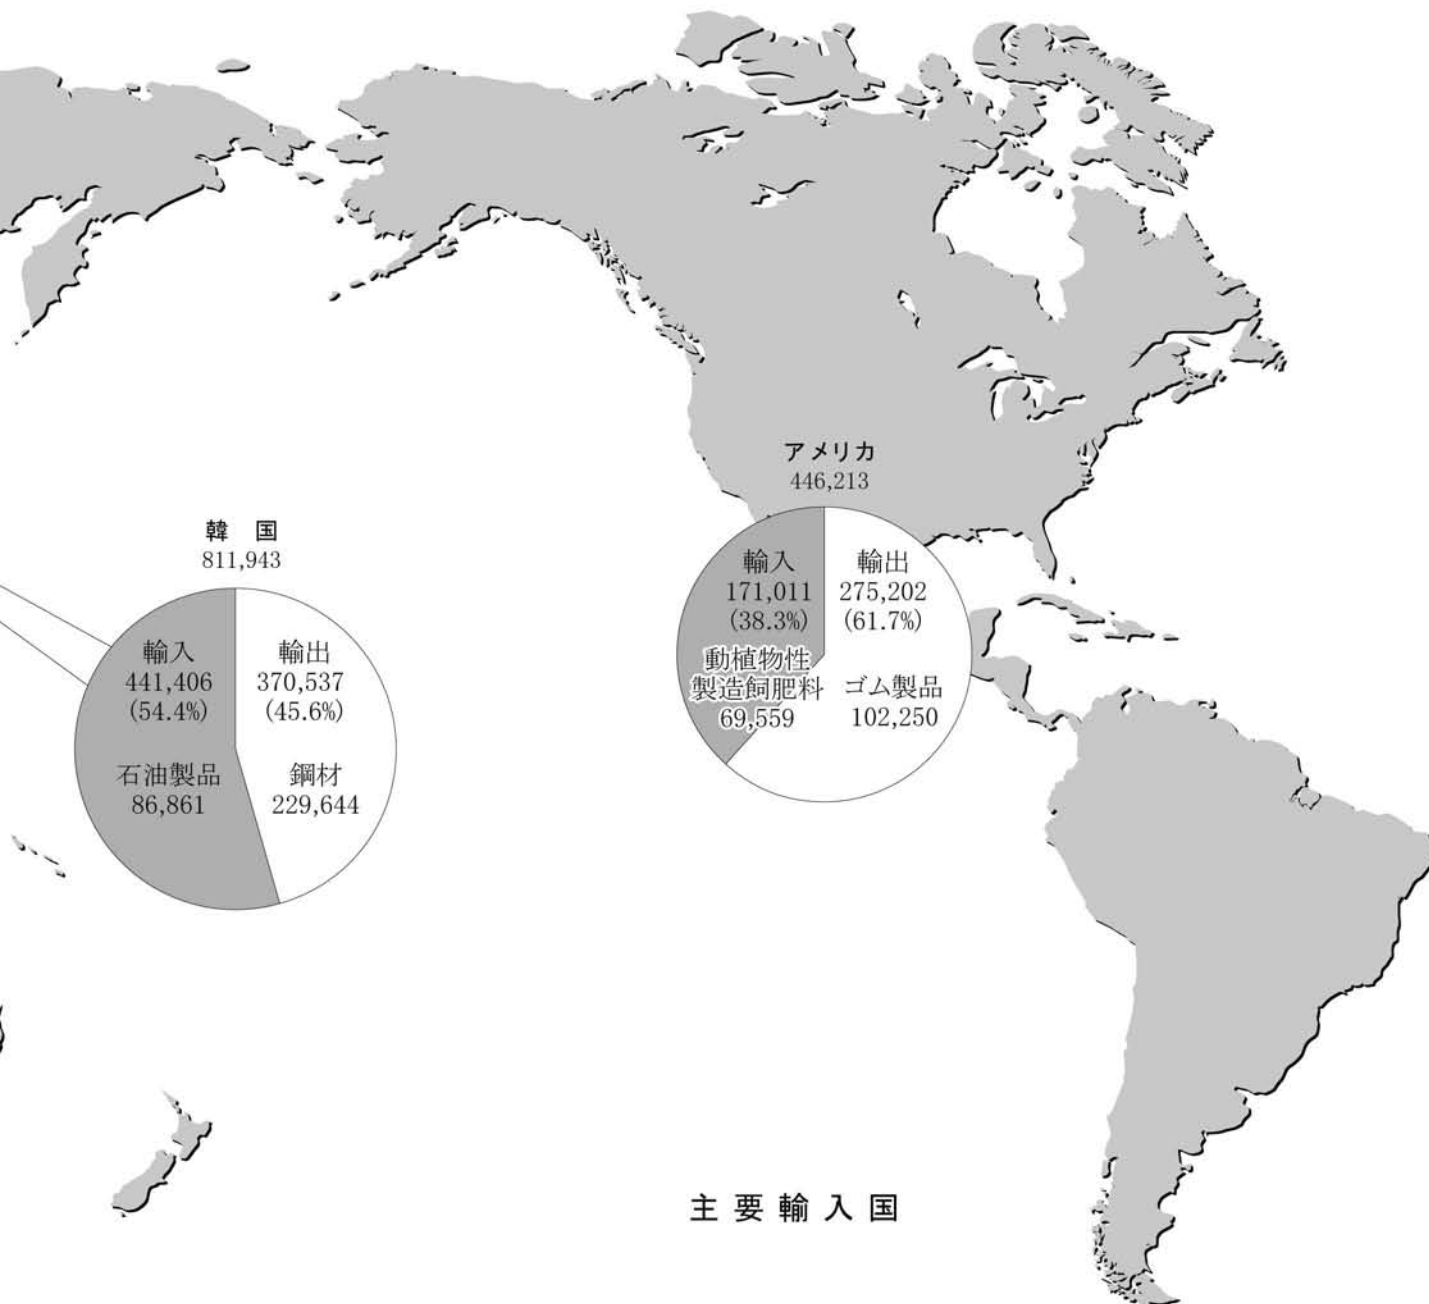 アメリカ
446,213
輸入
171,011
(38.3%)
動植物性
製造飼肥料
69,559
輸出
275,202
(61.7%)
ゴム製品
102,250
韓 国
811,943
輸入
441,406
(54.4%)
石油製品
86,861
輸出
370,537
(45.6%)
鋼材
229,644
主要輸入国